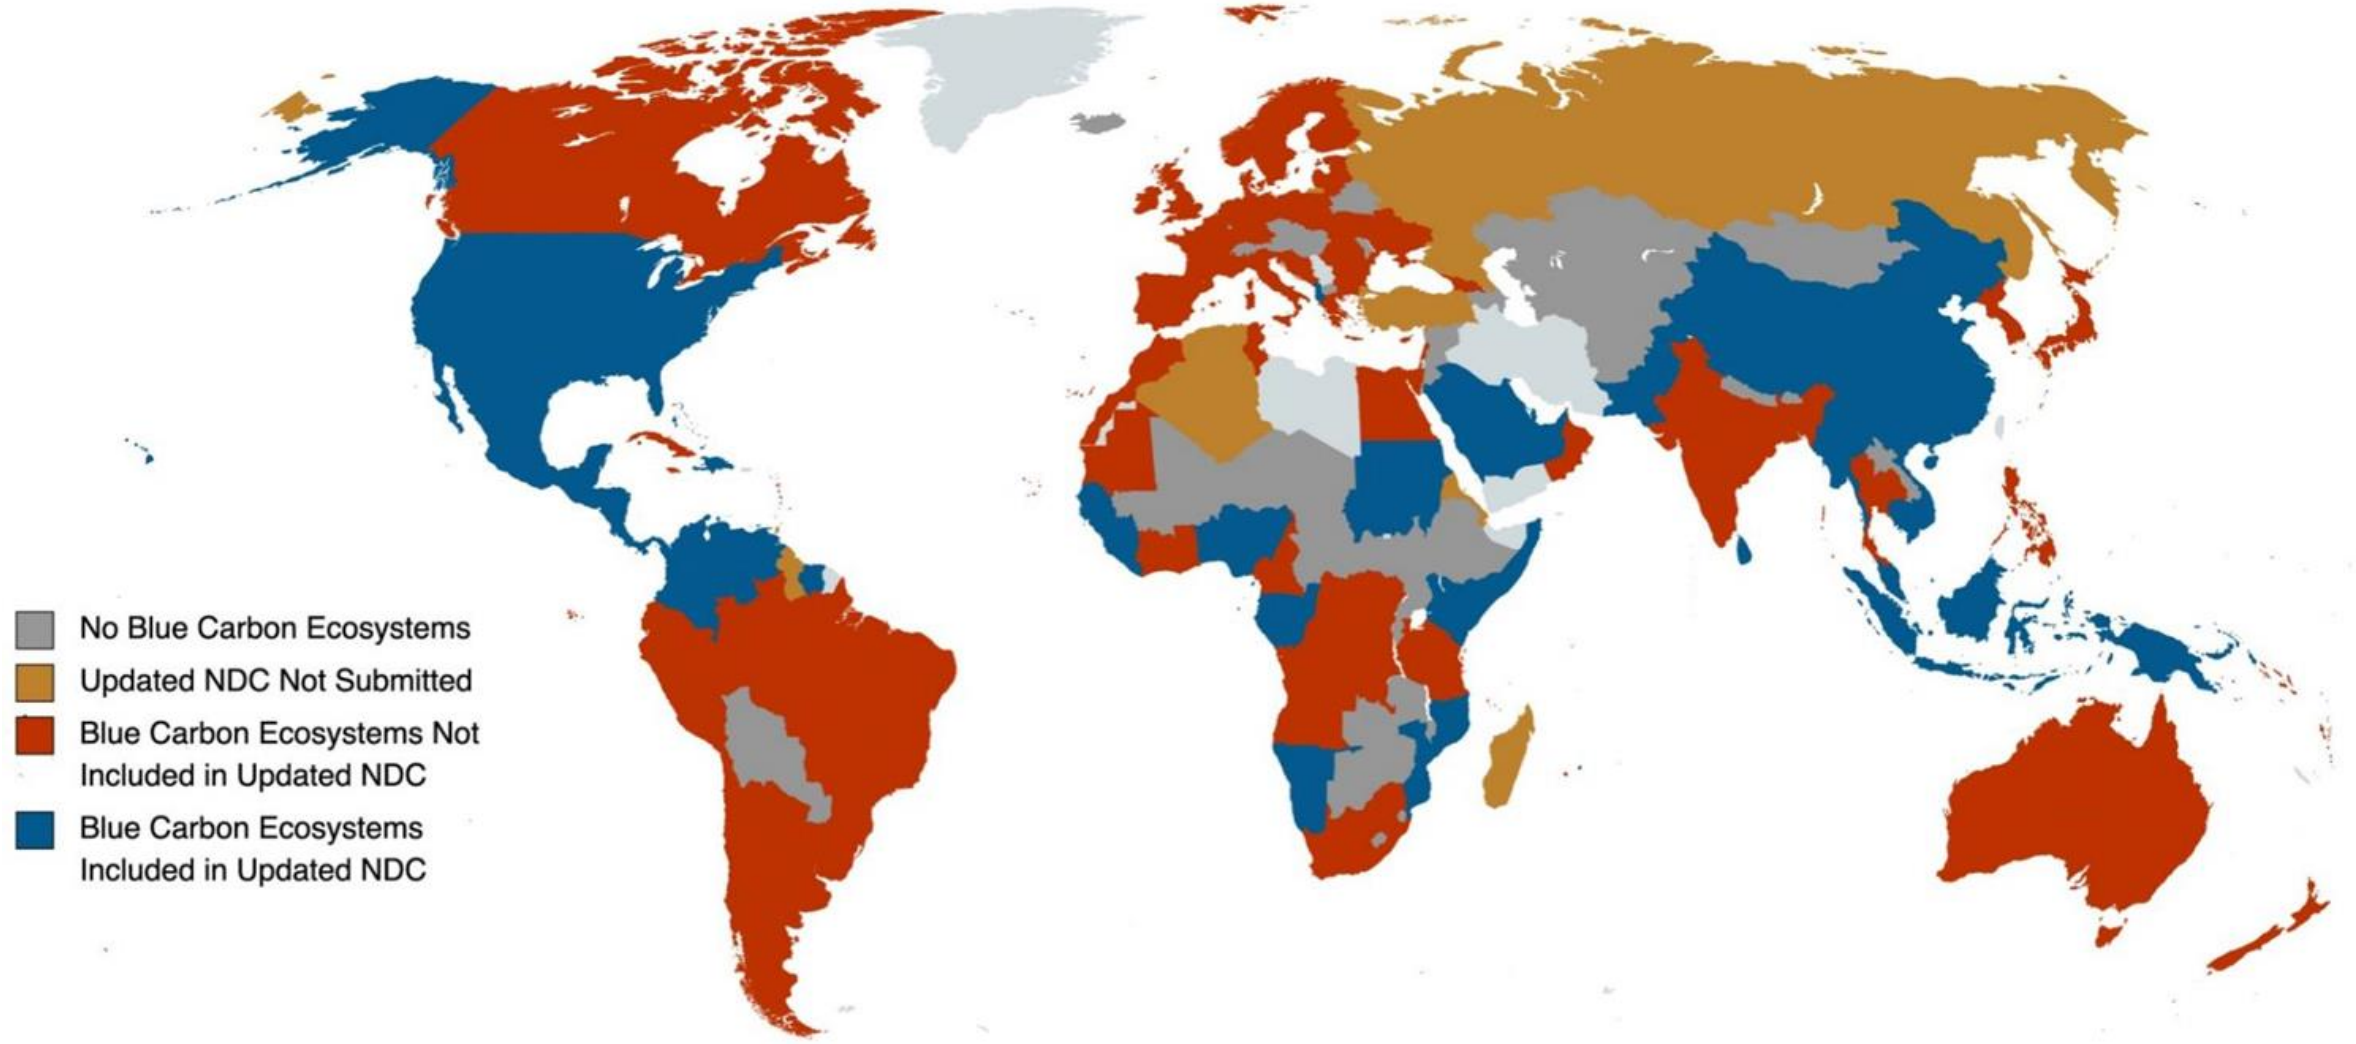 No Blue Carbon Ecosystems
Updated NDC Not Submitted
Blue Carbon Ecosystems Not
Included in Updated NDC
Blue Carbon Ecosystems
Included in Updated NDC